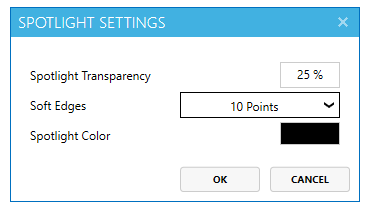 SPOTLIGHT SETTINGS
Spotlight Transparency 25 %
Soft Edges 10 Points
Spotlight Color
OK CANCEL